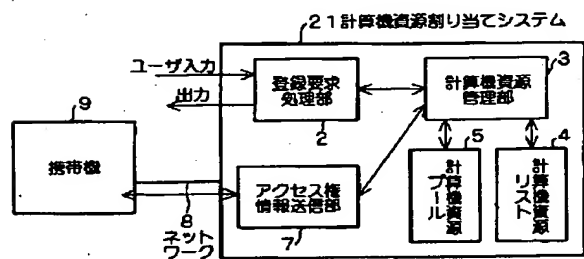 21計算機資源割り当てシステム
ユーザ入力
出力
登録要求
処理部
2
3
計算機資源
管理部
9
携帯機
8
ネット
ワーク
アクセス権
情報送信部
7
5
計算機資源
プール
4
計算機資源
リスト